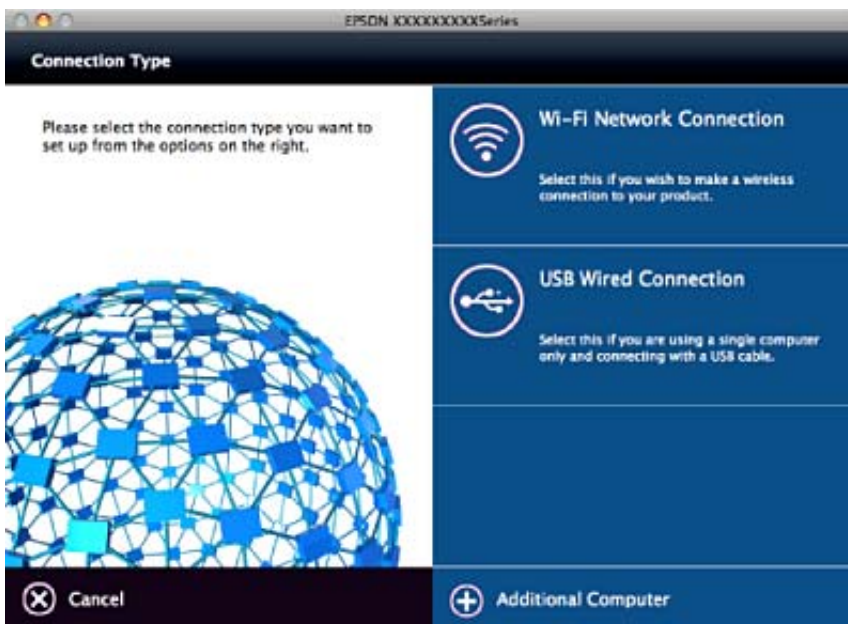 EPSON XXXXXXXXXSeries
Connection Type
Please select the connection type you want to
set up from the options on the right.
Wi-Fi Network Connection
Select this if you wish to make a wireless
connection to your product.
USB Wired Connection
Select this if you are using a single computer
only and connecting with a USB cable.
Cancel
Additional Computer